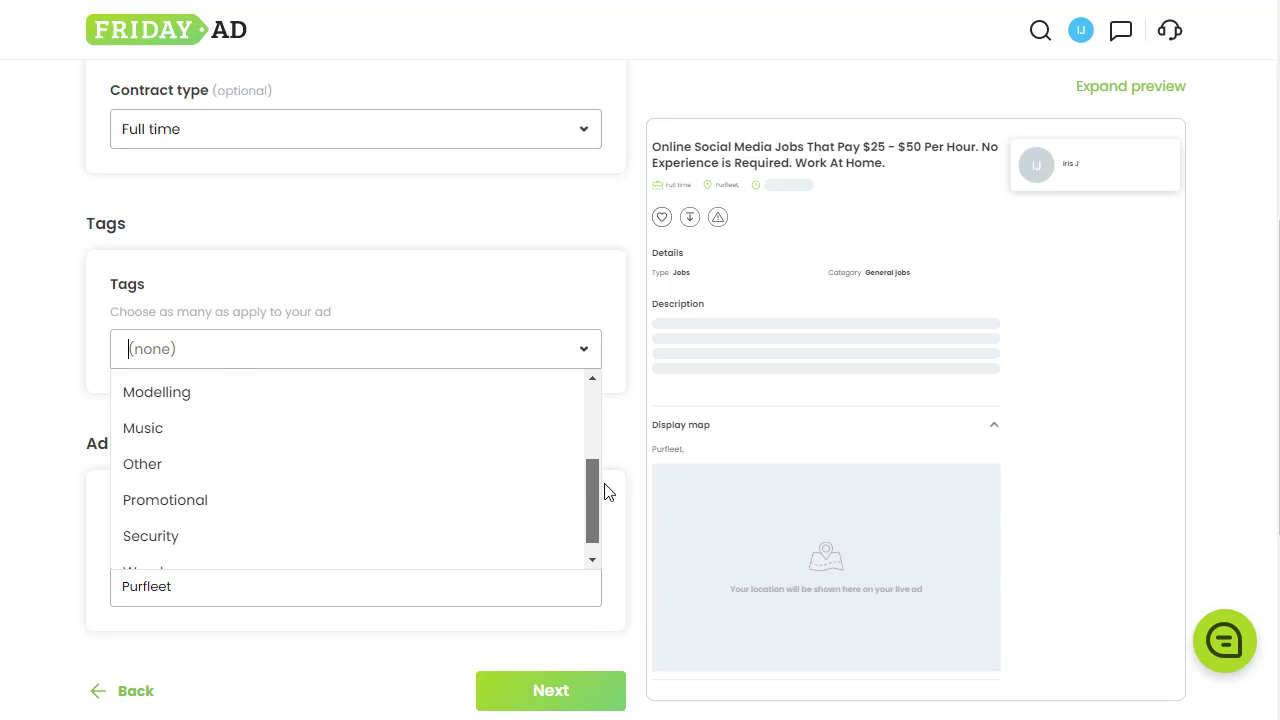 FRIDAY AD
IJ
Contract type (optional)
Full time
Tags
Tags
Choose as many as apply to your ad
(none)
Modelling
Music
Other
Promotional
Security
Ad
Purfleet
Back
Next
Expand preview
Online Social Media Jobs That Pay $25 - $50 Per Hour. No
Experience is Required. Work At Home.
Full time
Purfleet,
IJ
Iris J
Details
Type Jobs
Category General jobs
Description
Display map
Purfleet,
Your location will be shown here on your live ad